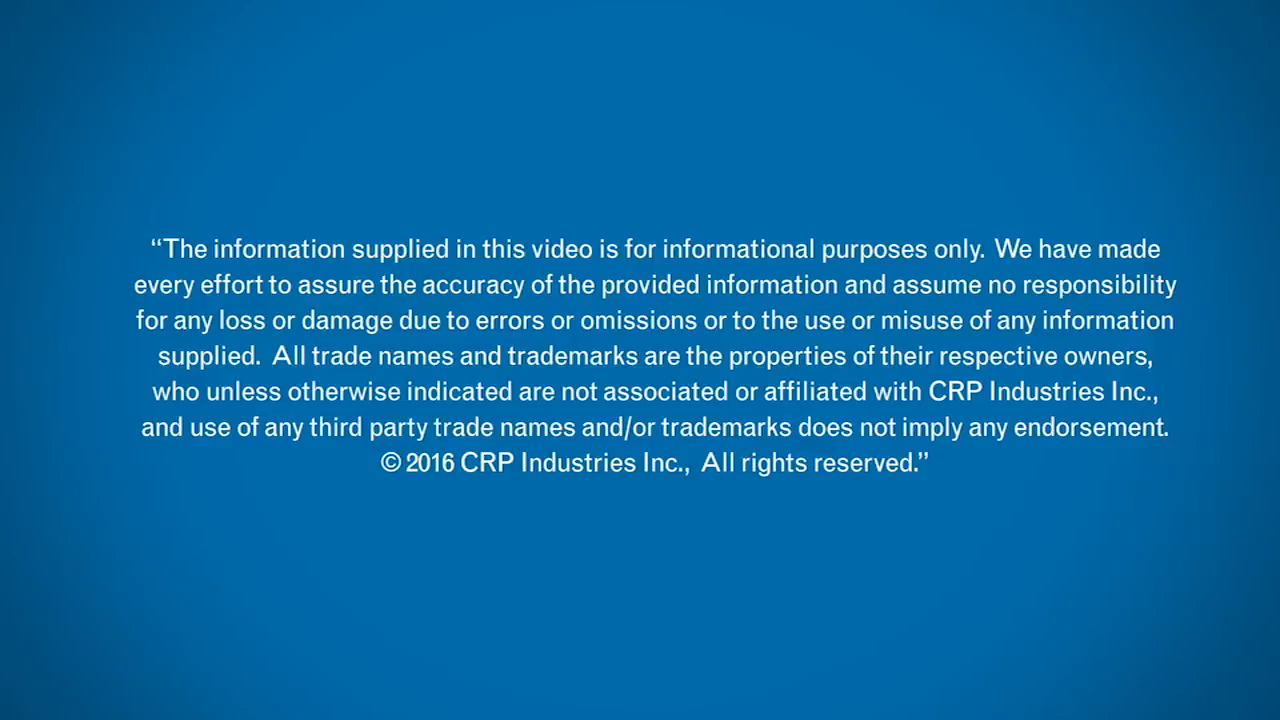 “The information supplied in this video is for informational purposes only.  We have made
every effort to assure the accuracy of the provided information and assume no responsibility
for any loss or damage due to errors or omissions or to the use or misuse of any information
supplied.  All trade names and trademarks are the properties of their respective owners,
who unless otherwise indicated are not associated or affiliated with CRP Industries Inc.,
and use of any third party trade names and/or trademarks does not imply any endorsement.
© 2016 CRP Industries Inc.,  All rights reserved.”